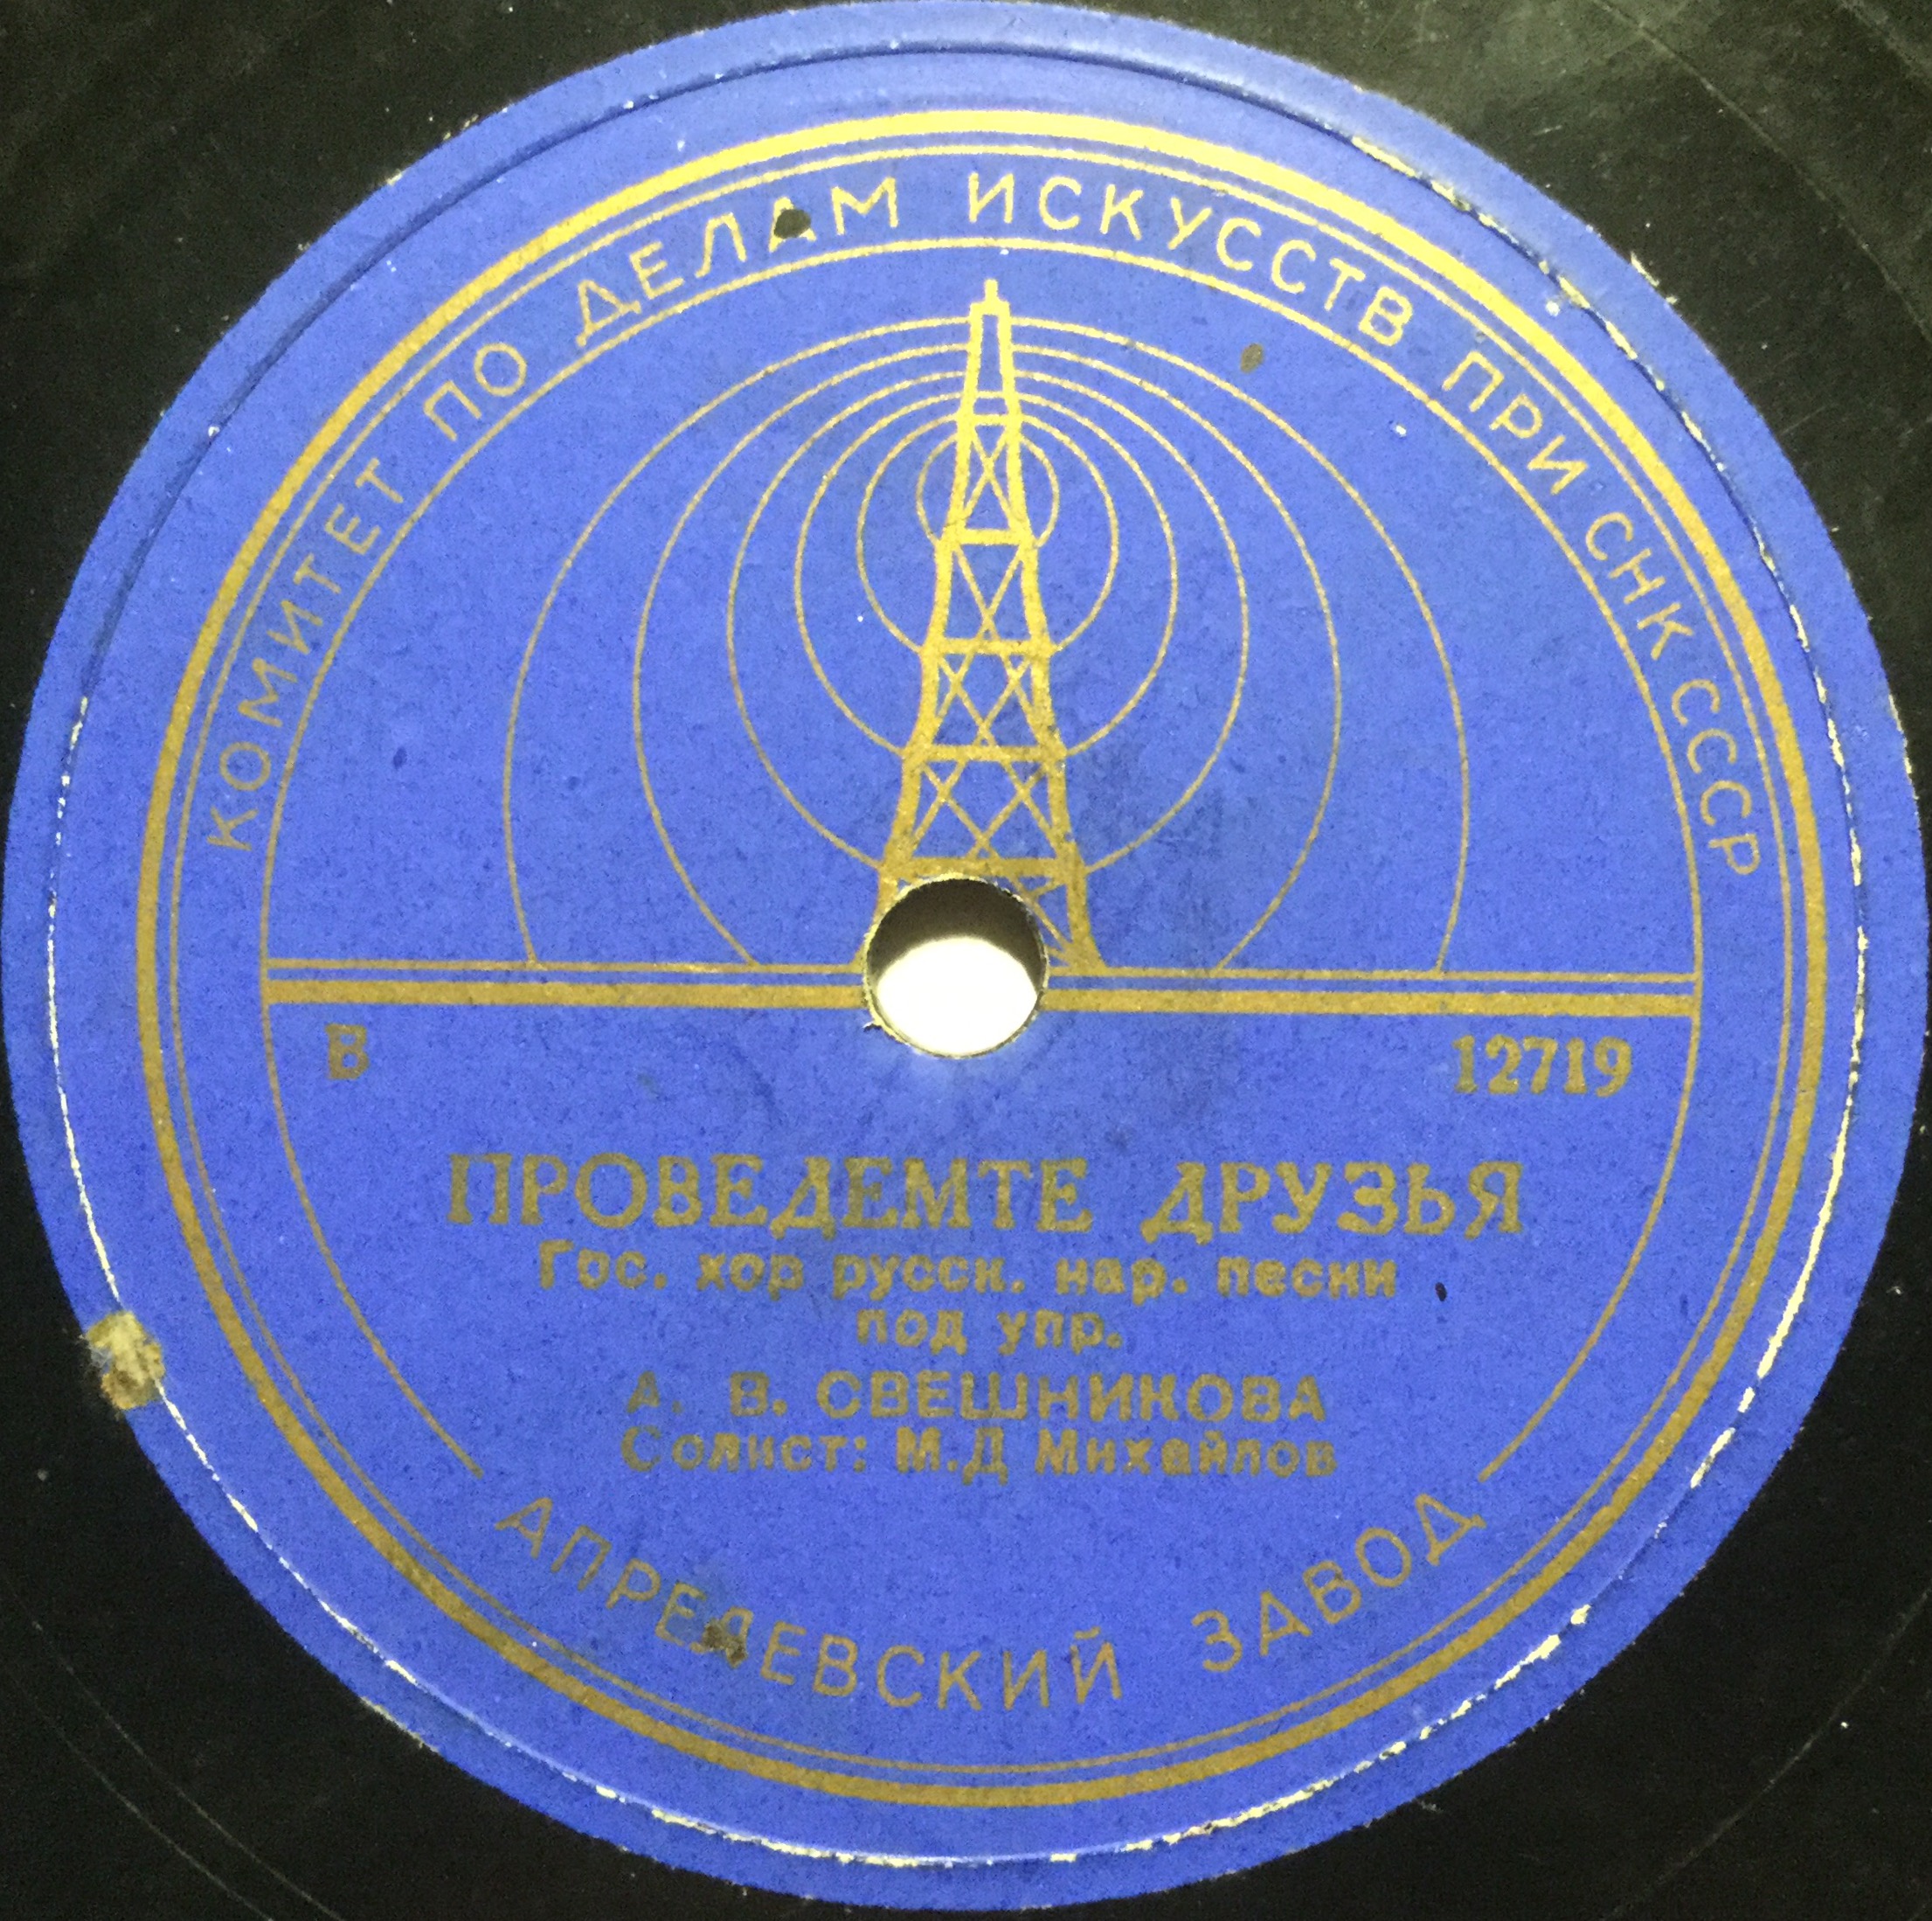 КОМИТЕТ ПО ДЕЛАМ ИСКУССТВ ПРИ СНК СССР
В 12719
ПРОВЕДЕМТЕ ДРУЗЬЯ
Гос. хор русск. нар. песни
под упр.
А. В. СВЕШНИКОВА
Солист: М.Д Михайлов
АПРЕЛЕВСКИЙ ЗАВОД